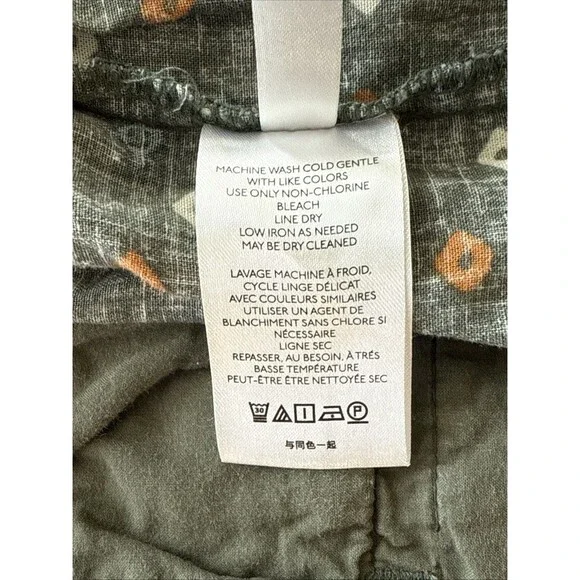 MACHINE WASH COLD GENTLE
WITH LIKE COLORS
USE ONLY NON-CHLORINE
BLEACH
LINE DRY
LOW IRON AS NEEDED
MAY BE DRY CLEANED
LAVAGE MACHINE À FROID,
CYCLE LINGE DÉLICAT
AVEC COULEURS SIMILAIRES
UTILISER UN AGENT DE
BLANCHIMENT SANS CHLORE SI
NÉCESSAIRE
LIGNE SEC
REPASSER, AU BESOIN, À TRÉS
BASSE TEMPÉRATURE
PEUT-ÊTRE ÊTRE NETTOYÉE SEC
30 P
与同色一起